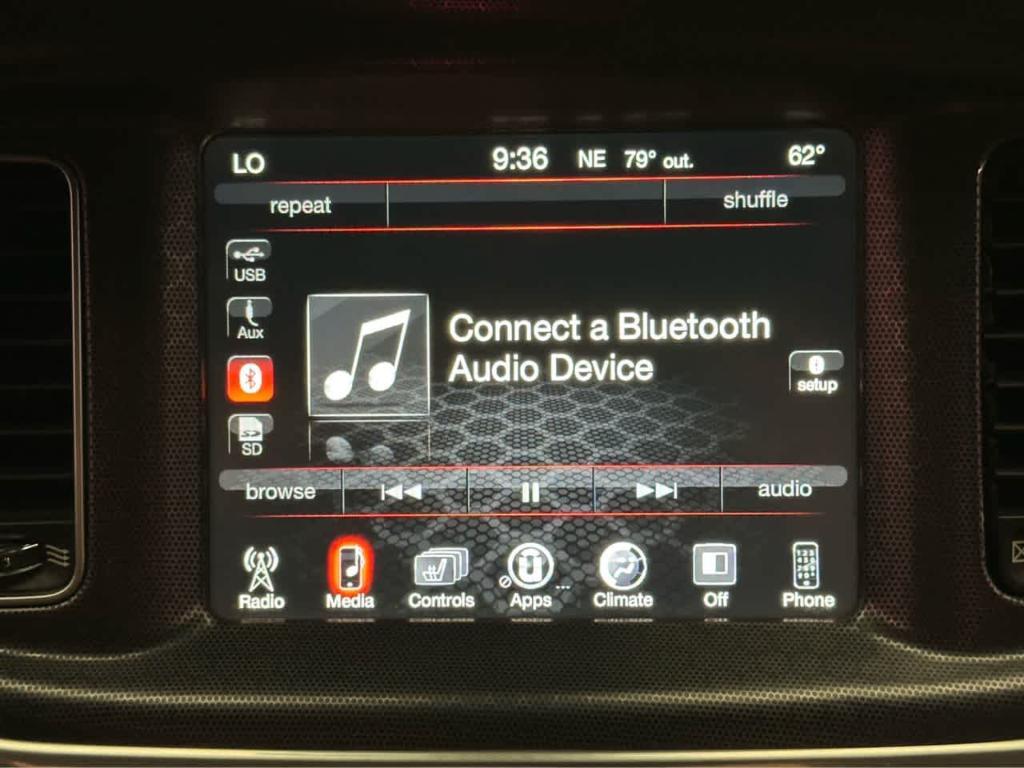 LO 9:36 NE 79° out. 62°
repeat shuffle
USB
Aux
Connect a Bluetooth
Audio Device
setup
SD
browse audio
Radio Media Controls Apps Climate Off Phone